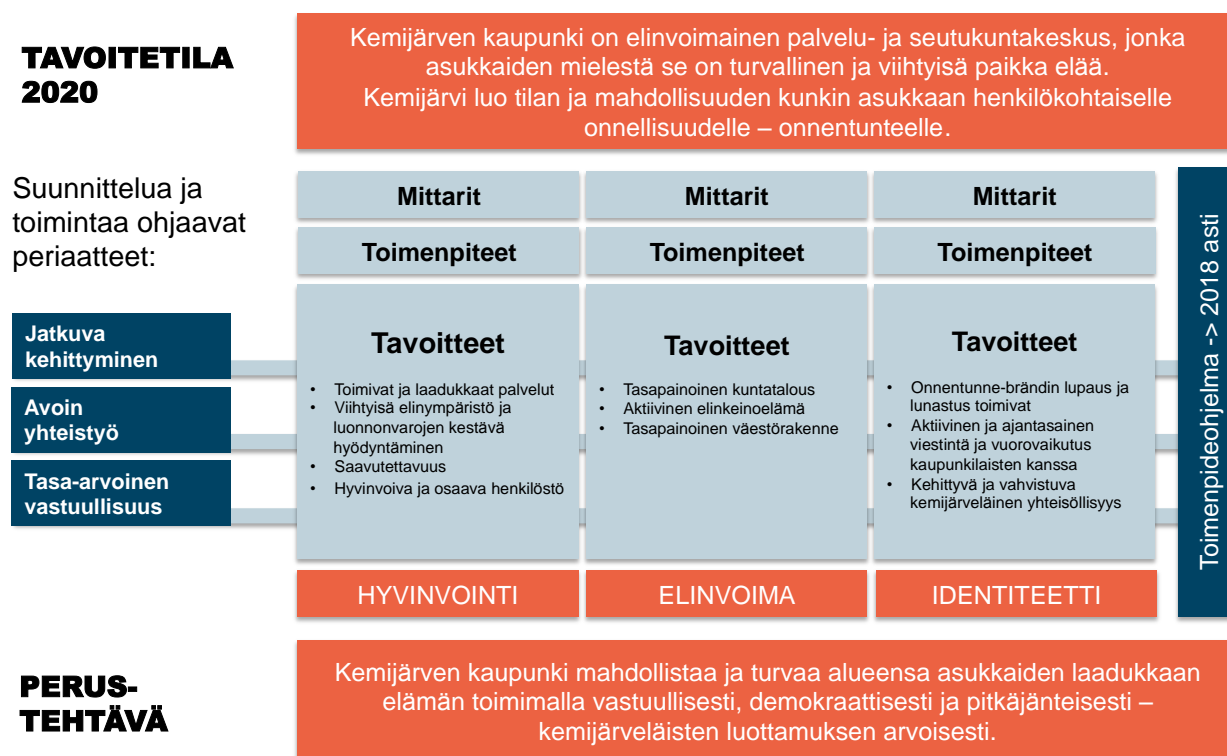 TAVOITETILA
2020
Kemijärven kaupunki on elinvoimainen palvelu- ja seutukuntakeskus, jonka
asukkaiden mielestä se on turvallinen ja viihtyisä paikka elää.
Kemijärvi luo tilan ja mahdollisuuden kunkin asukkaan henkilökohtaiselle
onnellisuudelle – onnentunteelle.
Suunnittelua ja
toimintaa ohjaavat
periaatteet:
Jatkuva
kehittyminen
Avoin
yhteistyö
Tasa-arvoinen
vastuullisuus
Mittarit
Toimenpiteet
Tavoitteet
• Toimivat ja laadukkaat palvelut
• Viihtyisä elinympäristö ja
luonnonvarojen kestävä
hyödyntäminen
• Saavutettavuus
• Hyvinvoiva ja osaava henkilöstö
HYVINVOINTI
Mittarit
Toimenpiteet
Tavoitteet
• Tasapainoinen kuntatalous
• Aktiivinen elinkeinoelämä
• Tasapainoinen väestörakenne
ELINVOIMA
Mittarit
Toimenpiteet
Tavoitteet
• Onnentunne-brändin lupaus ja
lunastus toimivat
• Aktiivinen ja ajantasainen
viestintä ja vuorovaikutus
kaupunkilaisten kanssa
• Kehittyvä ja vahvistuva
kemijärveläinen yhteisöllisyys
IDENTITEETTI
Toimenpideohjelma -> 2018 asti
PERUS-
TEHTÄVÄ
Kemijärven kaupunki mahdollistaa ja turvaa alueensa asukkaiden laadukkaan
elämän toimimalla vastuullisesti, demokraattisesti ja pitkäjänteisesti –
kemijärveläisten luottamuksen arvoisesti.